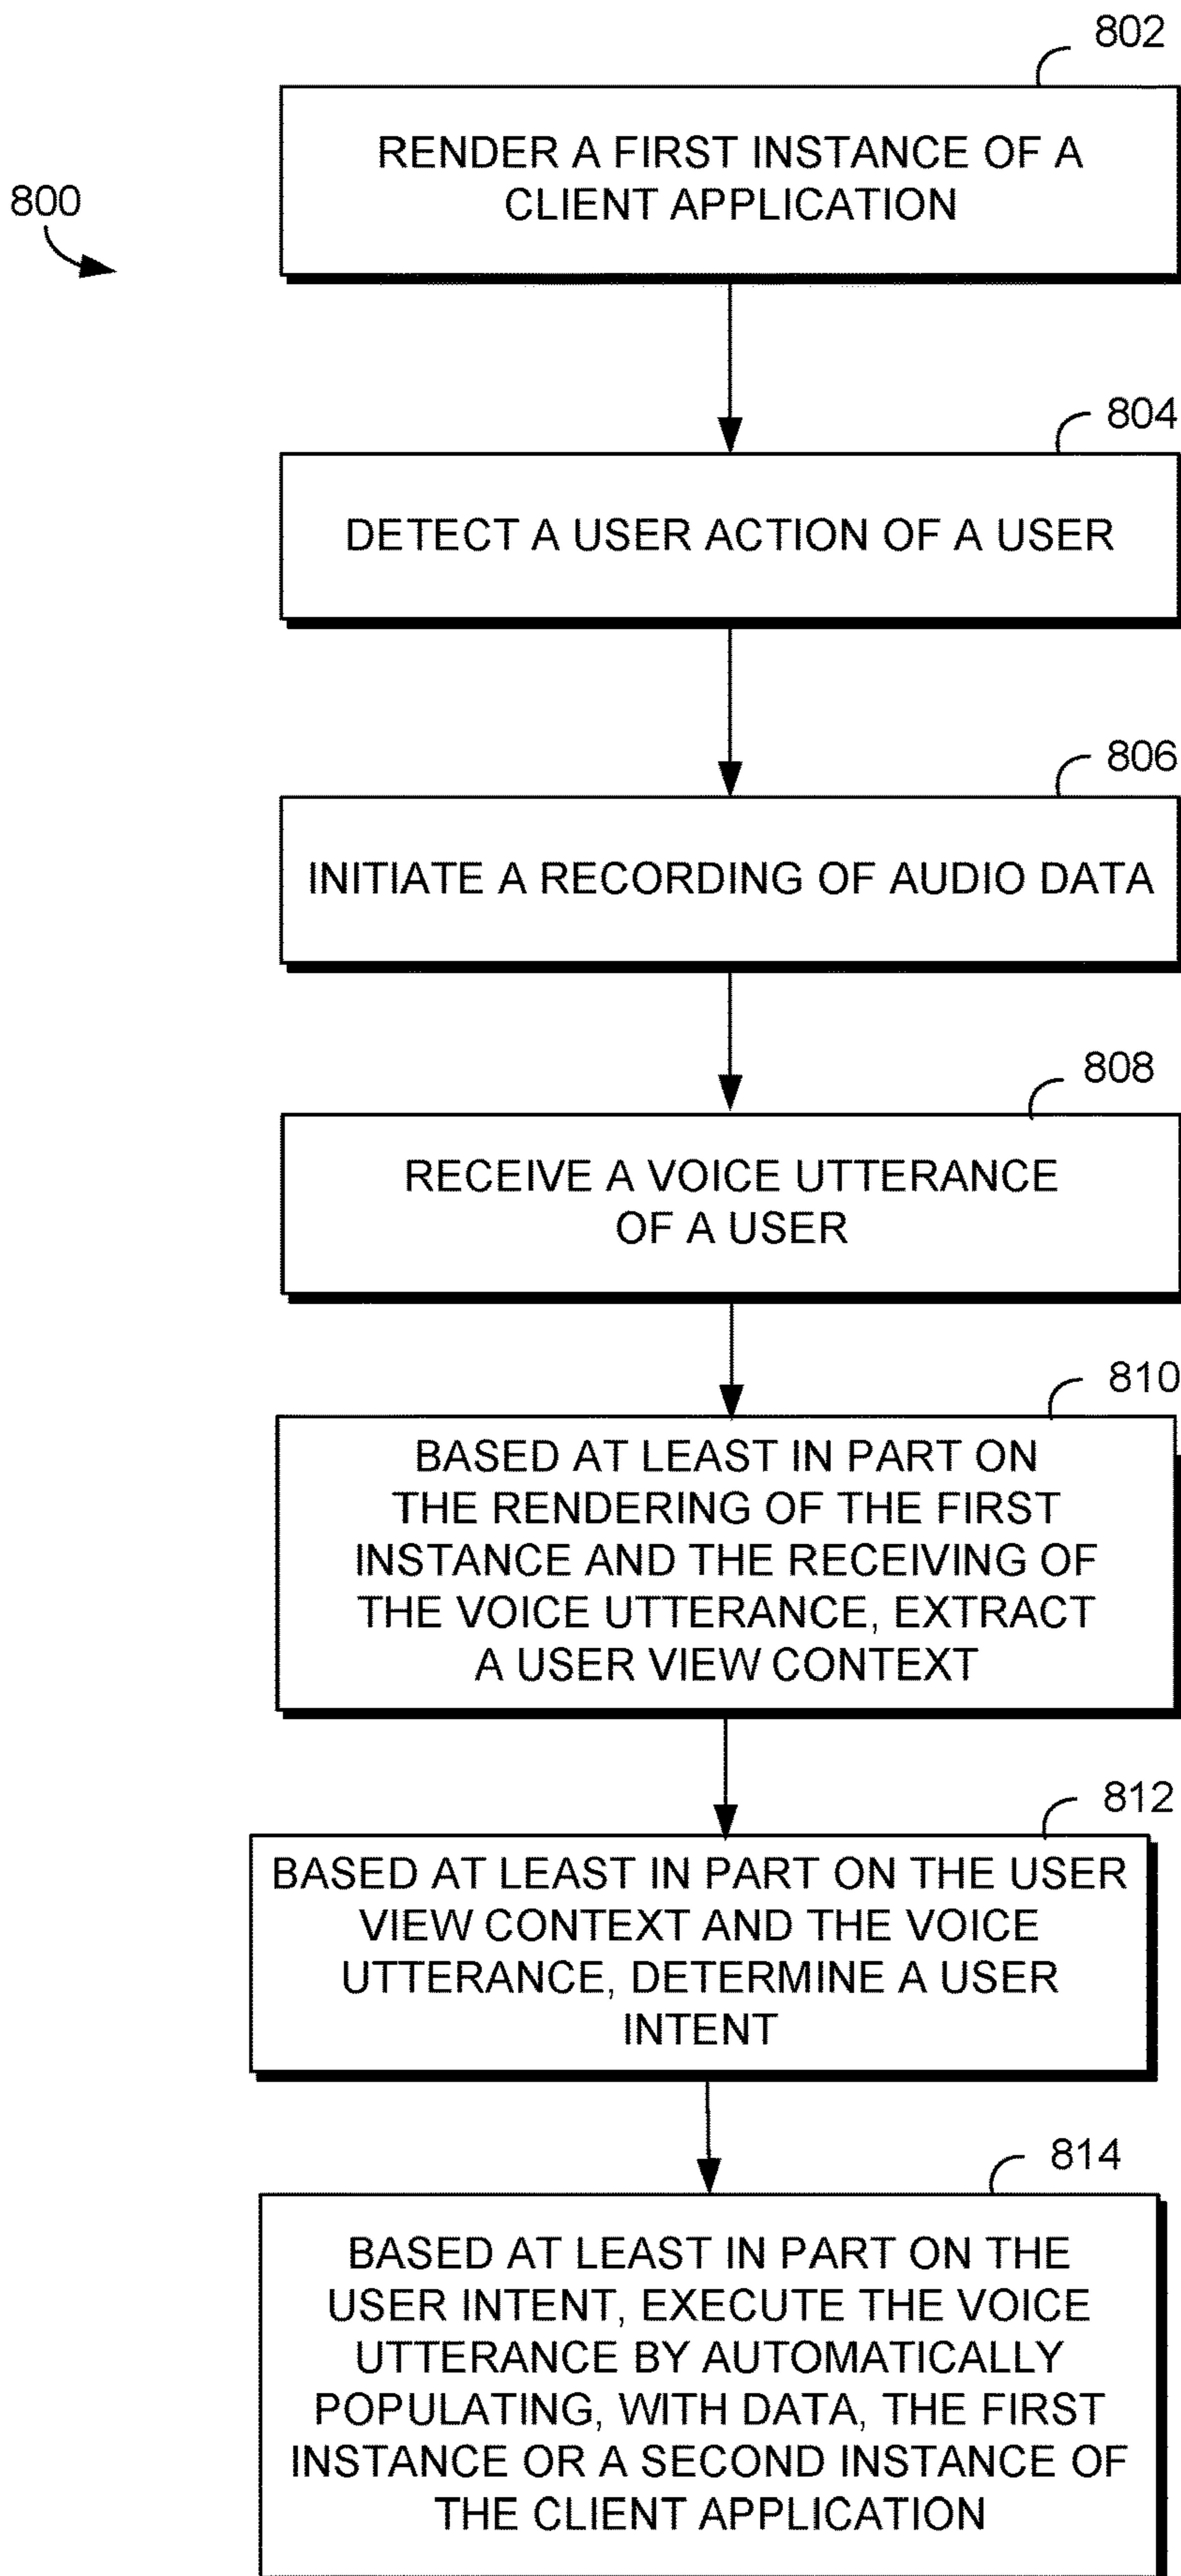 802
RENDER A FIRST INSTANCE OF A
CLIENT APPLICATION
800
804
DETECT A USER ACTION OF A USER
806
INITIATE A RECORDING OF AUDIO DATA
808
RECEIVE A VOICE UTTERANCE
OF A USER
810
BASED AT LEAST IN PART ON
THE RENDERING OF THE FIRST
INSTANCE AND THE RECEIVING OF
THE VOICE UTTERANCE, EXTRACT
A USER VIEW CONTEXT
812
BASED AT LEAST IN PART ON THE USER
VIEW CONTEXT AND THE VOICE
UTTERANCE, DETERMINE A USER
INTENT
814
BASED AT LEAST IN PART ON THE
USER INTENT, EXECUTE THE VOICE
UTTERANCE BY AUTOMATICALLY
POPULATING, WITH DATA, THE FIRST
INSTANCE OR A SECOND INSTANCE OF
THE CLIENT APPLICATION